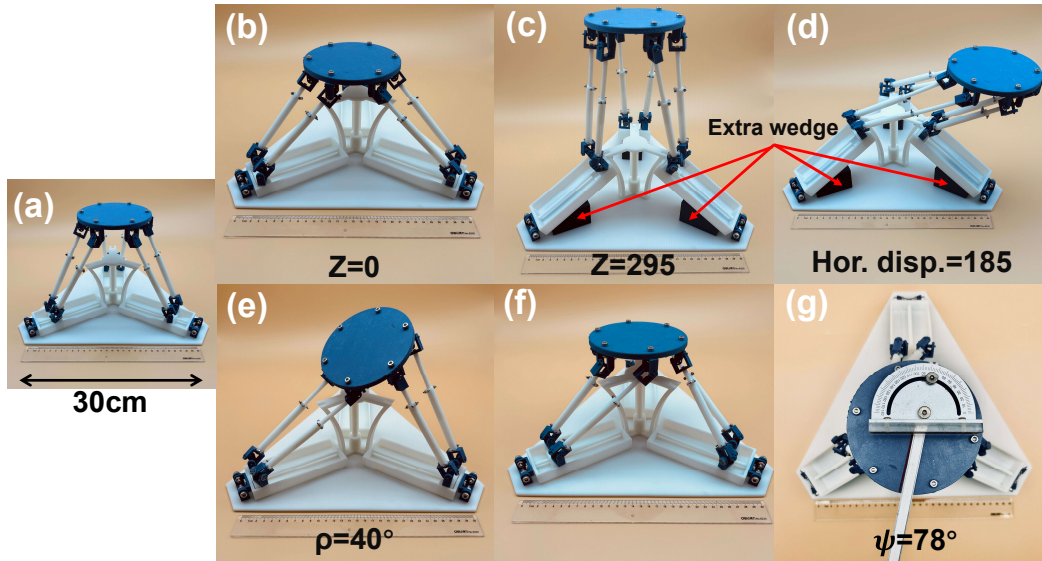 (a)
30cm
(b)
Z=0
(c)
Z=295
Extra wedge
(d)
Hor. disp.=185
(e)
ρ=40°
(f)
(g)
ψ=78°